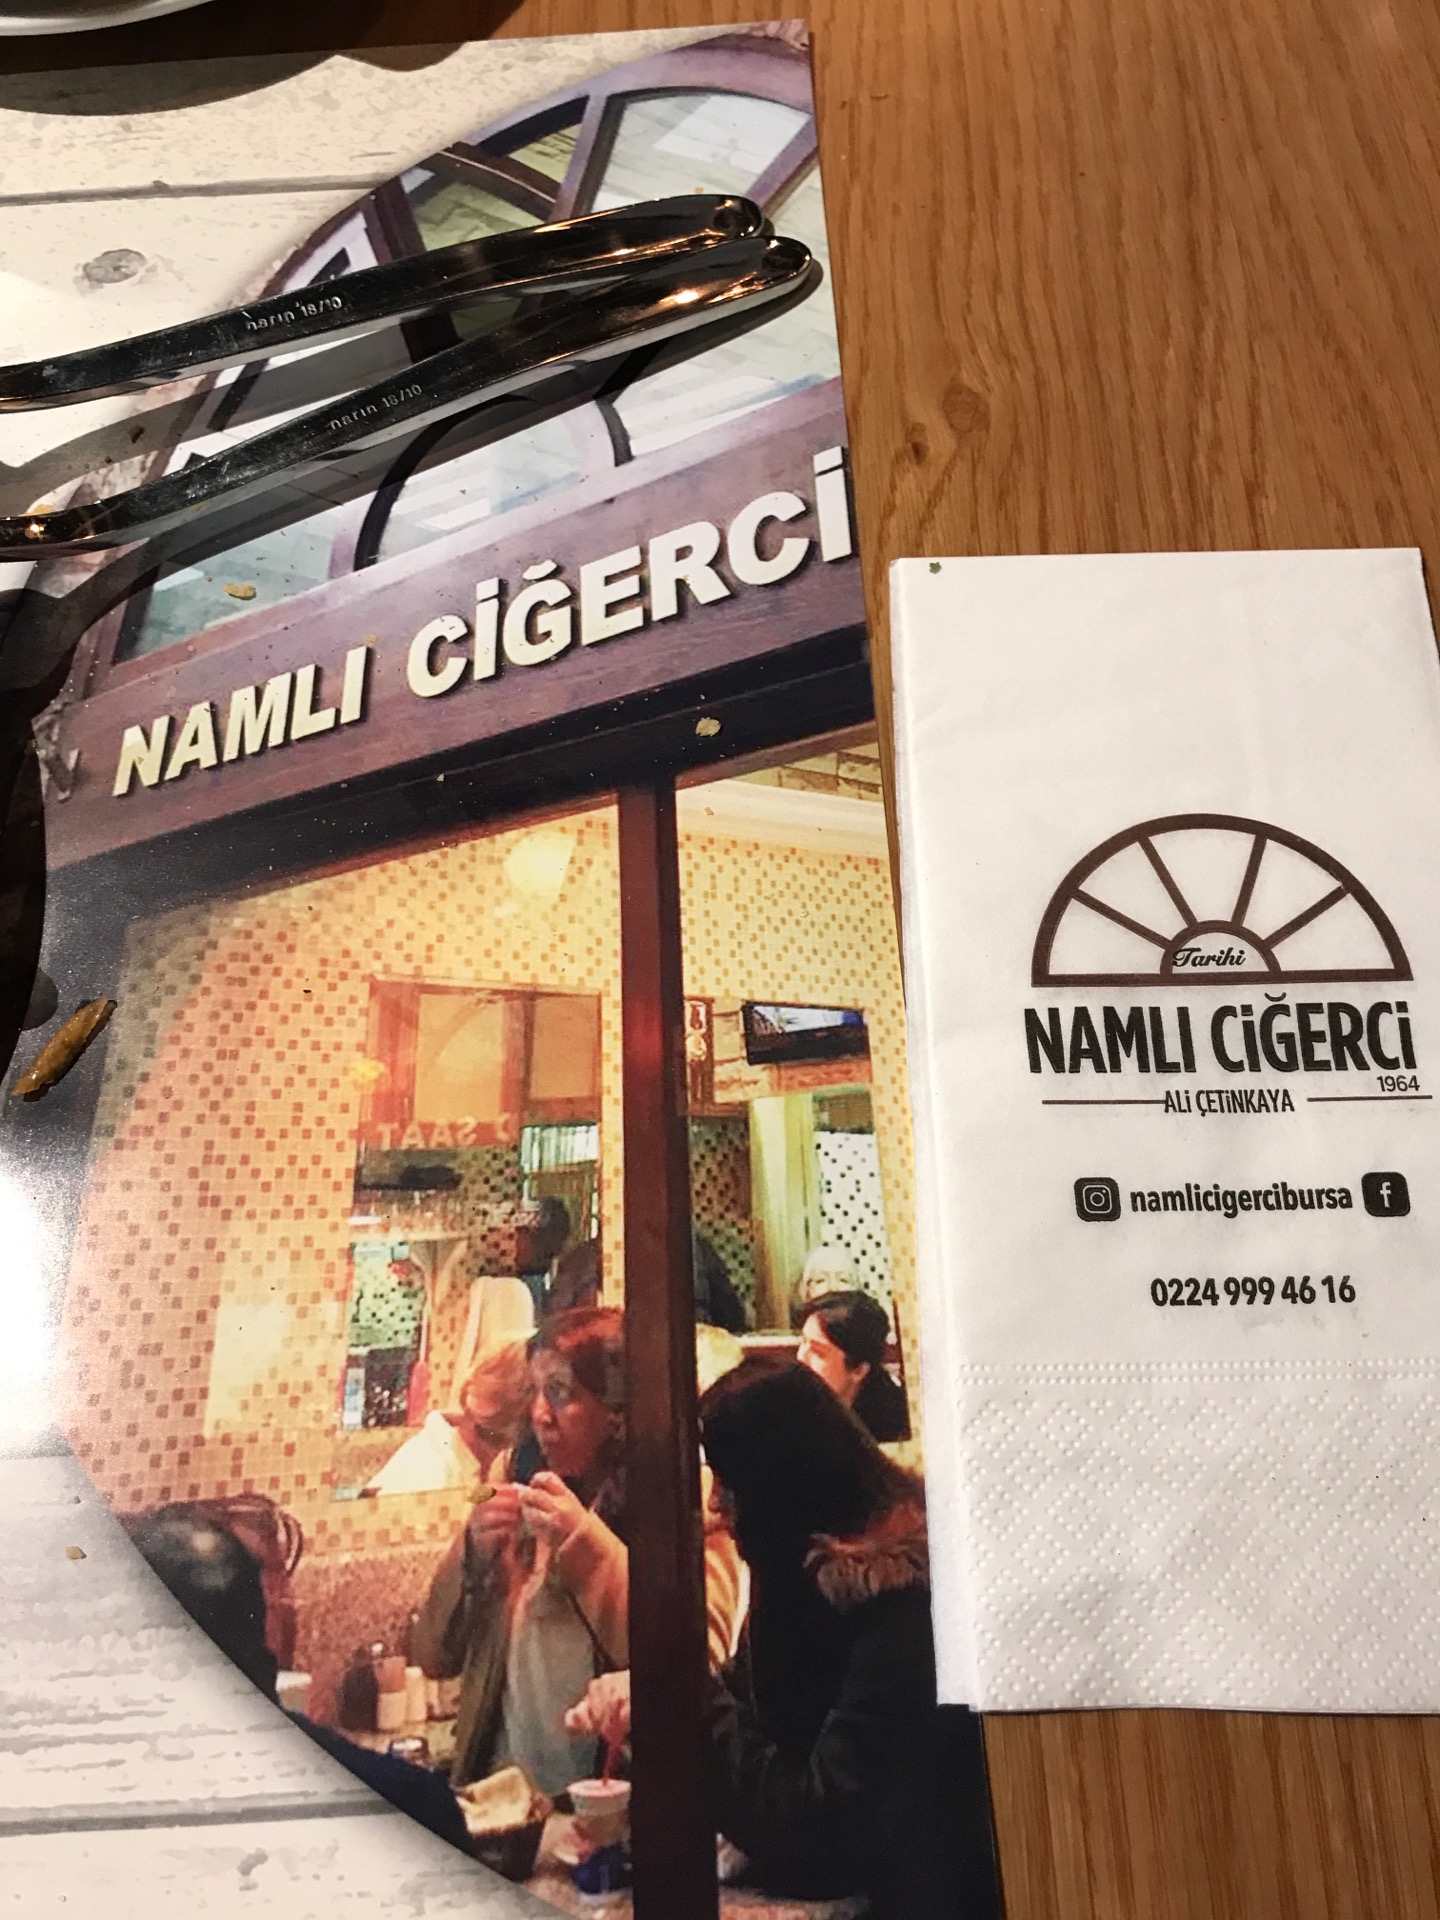 narin 18/10
narin 18/10
NAMLI CİĞERCİ
SAAT
Tarihi
NAMLI CİĞERCİ
1964
ALİ ÇETİNKAYA
namlicigercibursa
0224 999 46 16